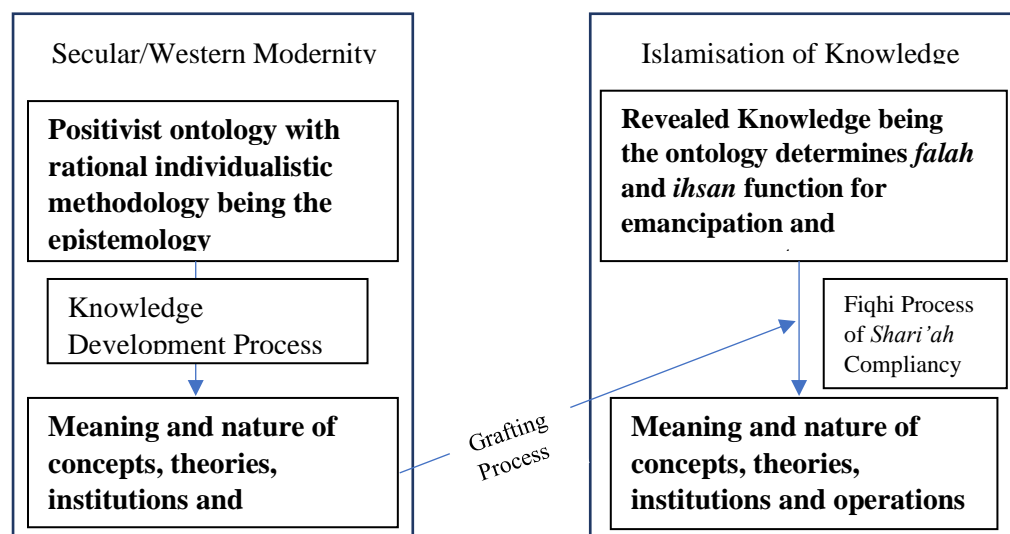 Secular/Western Modernity
Positivist ontology with
rational individualistic
methodology being the
epistemology
Knowledge
Development Process
Meaning and nature of
concepts, theories,
institutions and
Grafting
Process
Islamisation of Knowledge
Revealed Knowledge being
the ontology determines falah
and ihsan function for
emancipation and
Fiqhi Process
of Shari’ah
Compliancy
Meaning and nature of
concepts, theories,
institutions and operations